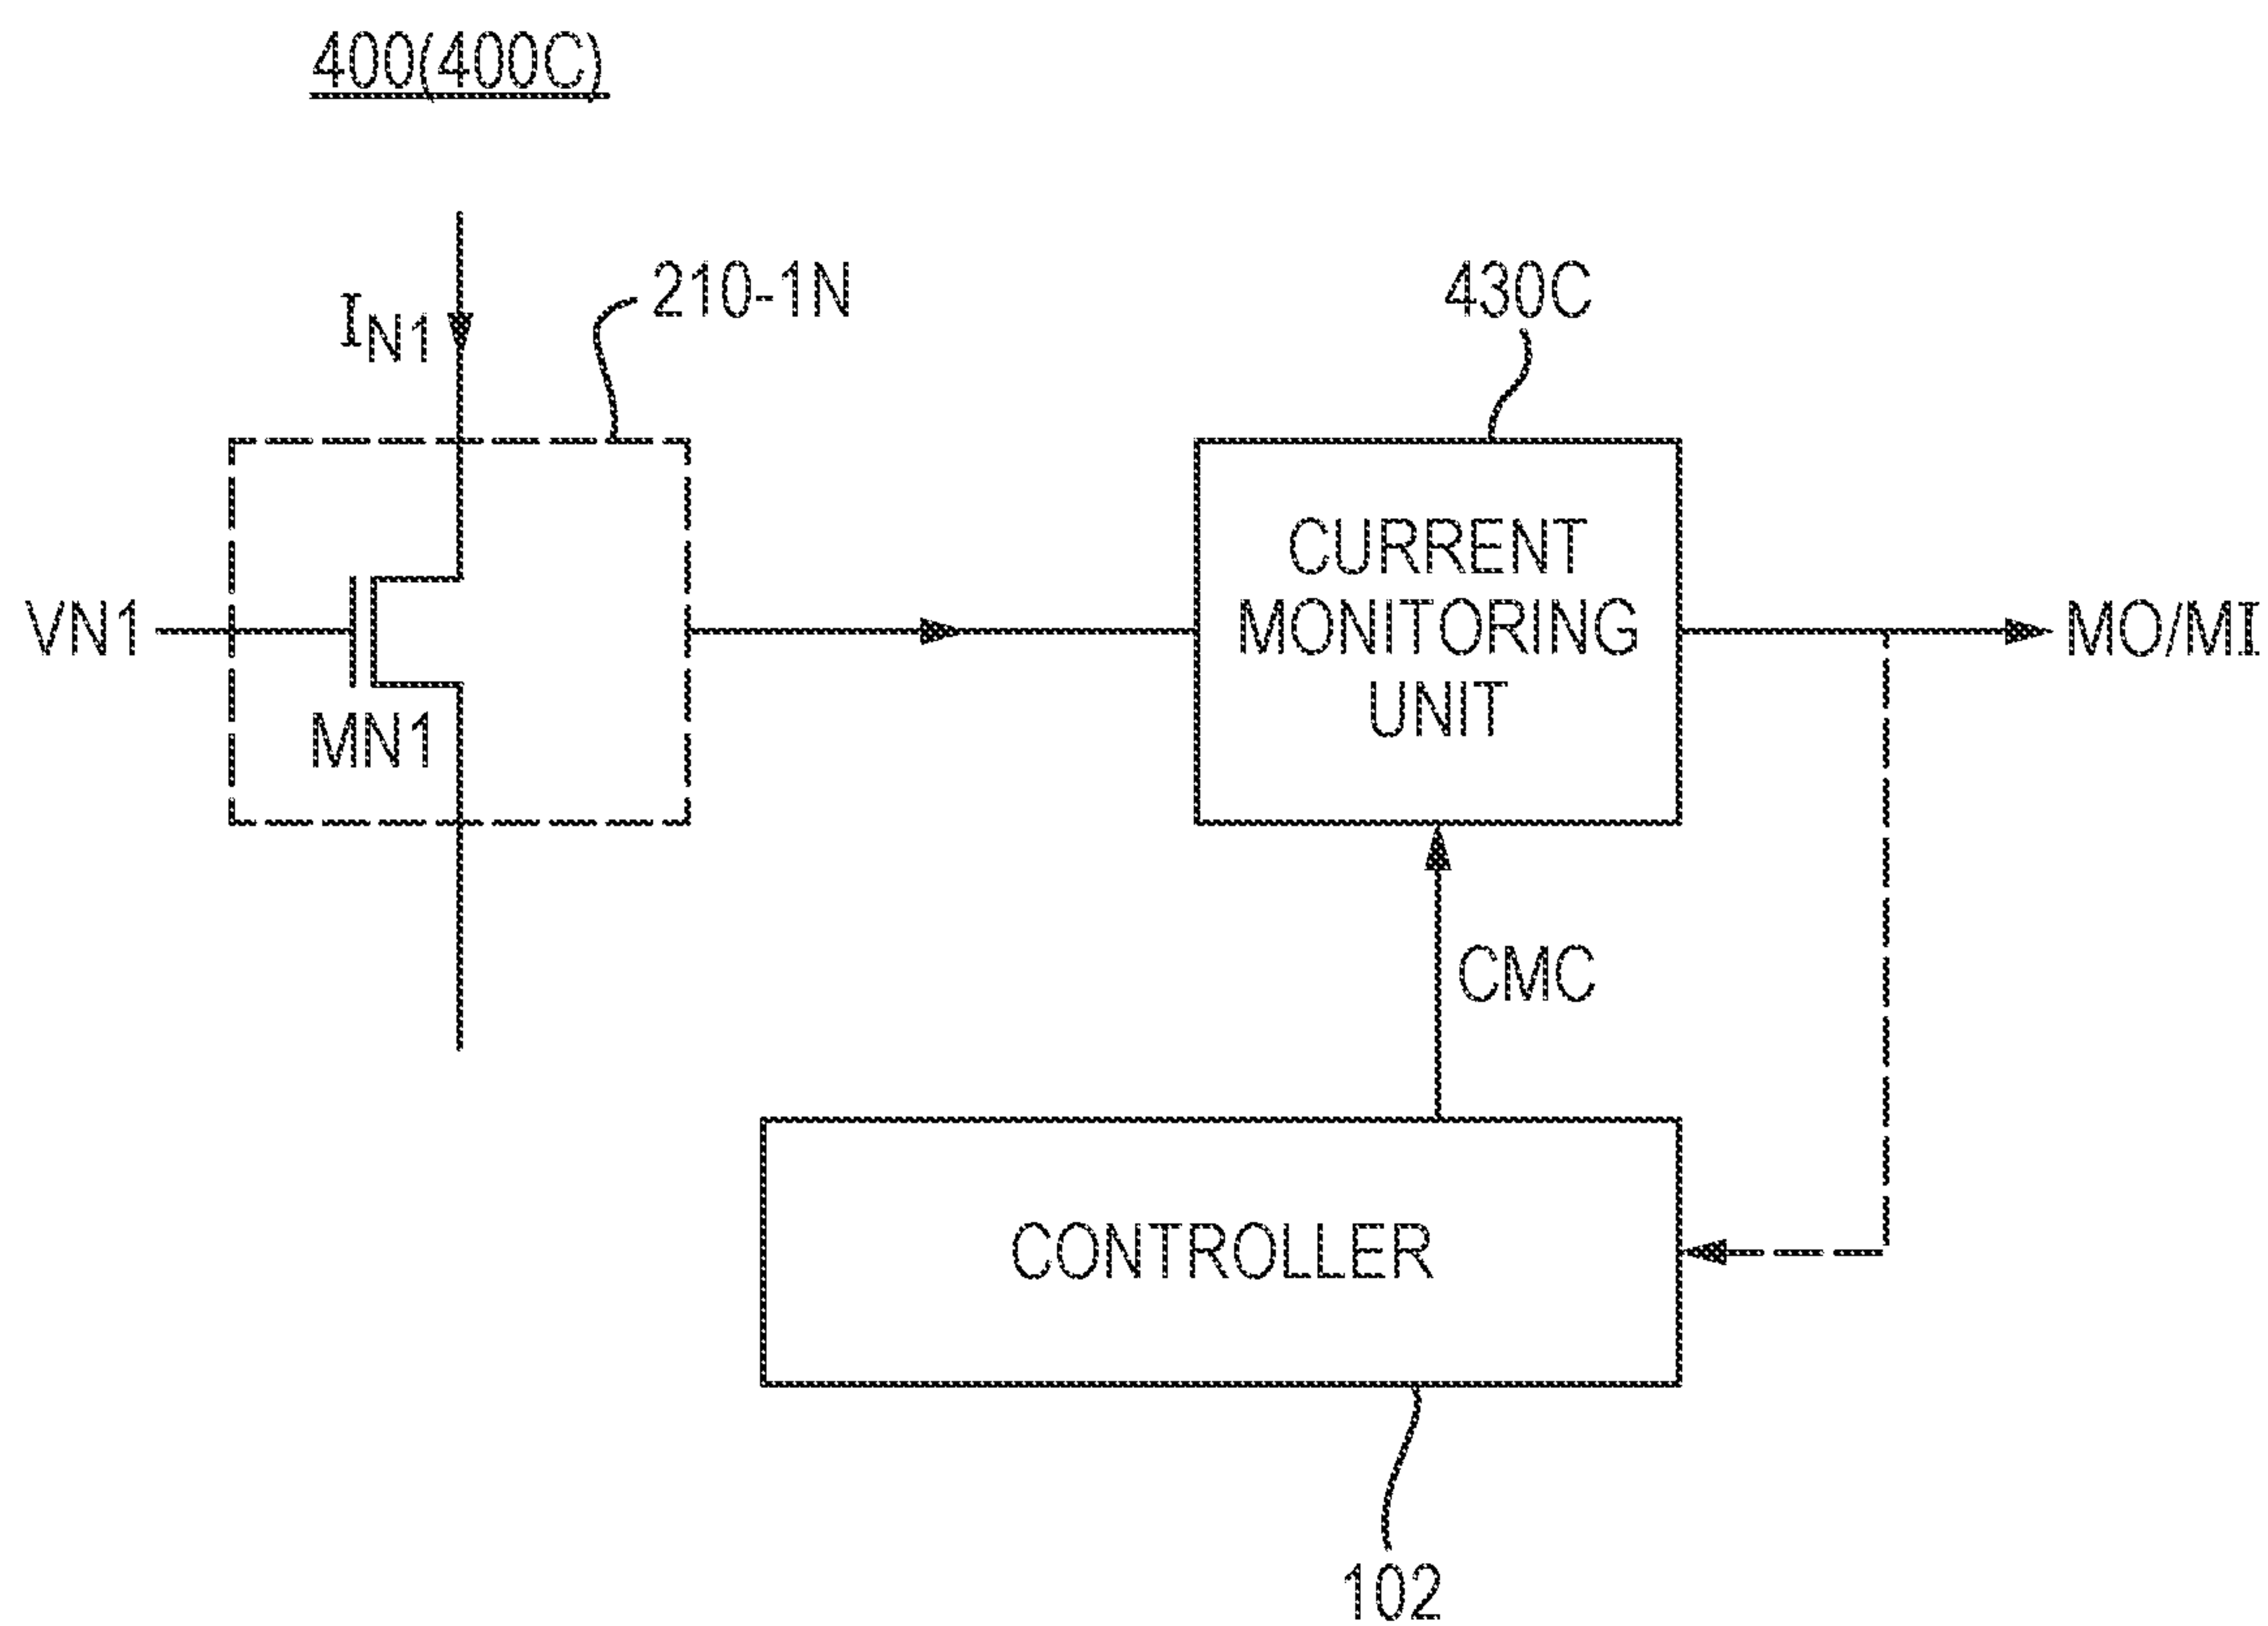 400(400C)
IN1
210-1N
430C
VN1
MN1
CURRENT
MONITORING
UNIT
MO/MI
CMC
CONTROLLER
102